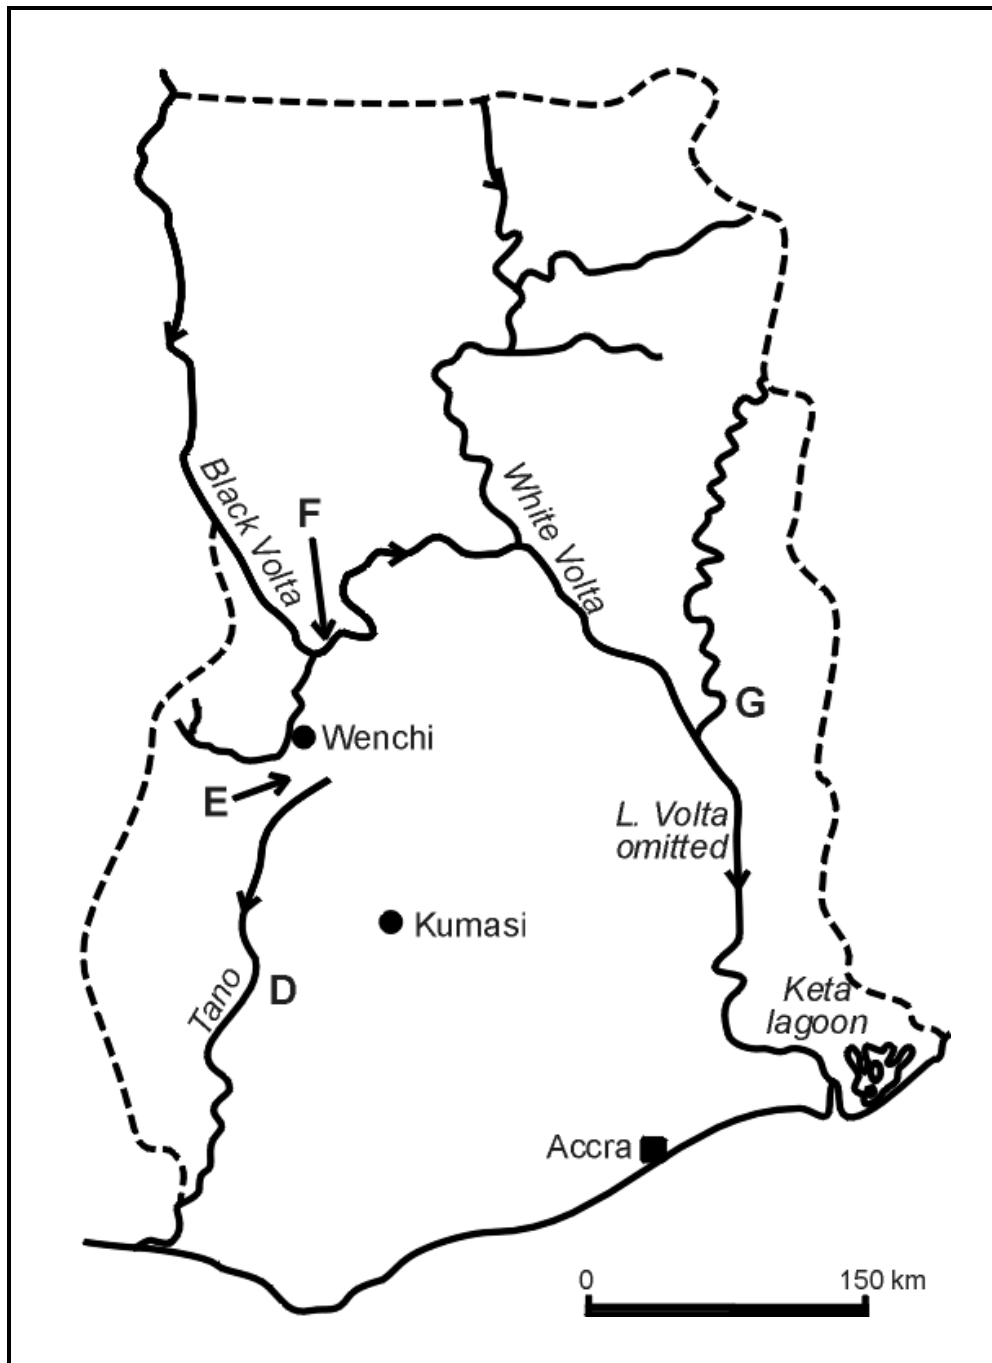 Black Volta
F
White Volta
G
Wenchi
E
L. Volta
omitted
Kumasi
Tano
D
Keta
lagoon
Accra
0
150 km